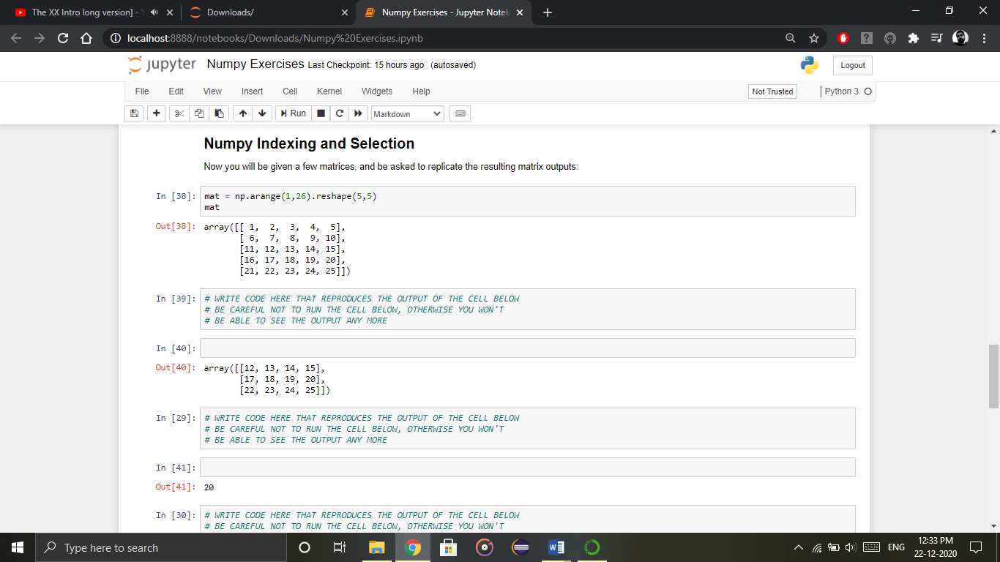 The XX Intro long version] -
Downloads/
Numpy Exercises - Jupyter Noteb
localhost:8888/notebooks/Downloads/Numpy%20Exercises.ipynb
jupyter Numpy Exercises Last Checkpoint: 15 hours ago (autosaved)
Logout
File Edit View Insert Cell Kernel Widgets Help
Not Trusted
Python 3
Run
Markdown
Numpy Indexing and Selection
Now you will be given a few matrices, and be asked to replicate the resulting matrix outputs:
In [38]: mat = np.arange(1,26).reshape(5,5)
mat
Out[38]: array([[ 1, 2, 3, 4, 5],
[ 6, 7, 8, 9, 10],
[11, 12, 13, 14, 15],
[16, 17, 18, 19, 20],
[21, 22, 23, 24, 25]])
In [39]: # WRITE CODE HERE THAT REPRODUCES THE OUTPUT OF THE CELL BELOW
# BE CAREFUL NOT TO RUN THE CELL BELOW, OTHERWISE YOU WON'T
# BE ABLE TO SEE THE OUTPUT ANY MORE
In [40]:
Out[40]: array([[12, 13, 14, 15],
[17, 18, 19, 20],
[22, 23, 24, 25]])
In [29]: # WRITE CODE HERE THAT REPRODUCES THE OUTPUT OF THE CELL BELOW
# BE CAREFUL NOT TO RUN THE CELL BELOW, OTHERWISE YOU WON'T
# BE ABLE TO SEE THE OUTPUT ANY MORE
In [41]:
Out[41]: 20
In [30]: # WRITE CODE HERE THAT REPRODUCES THE OUTPUT OF THE CELL BELOW
# BE CAREFUL NOT TO RUN THE CELL BELOW, OTHERWISE YOU WON'T
Type here to search
ENG
12:33 PM
22-12-2020